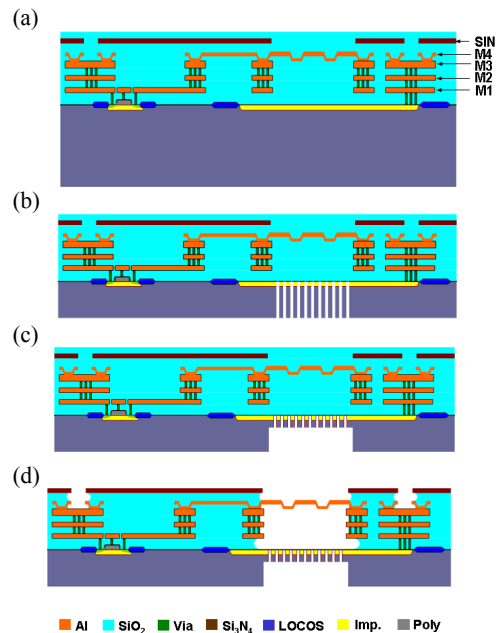 (a)
SIN
M4
M3
M2
M1
(b)
(c)
(d)
Al SiO₂ Via Si₃N₄ LOCOS Imp. Poly